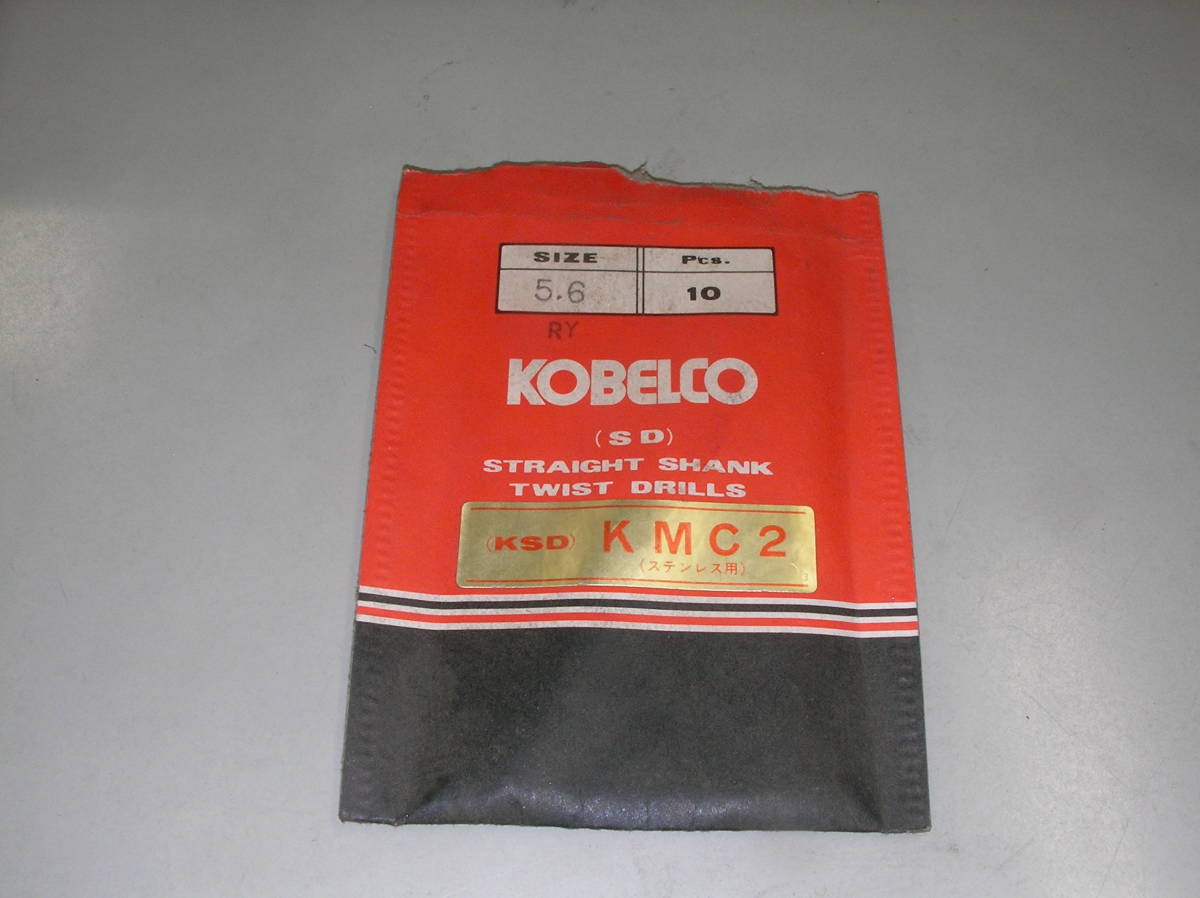 SIZE Pcs.
5.6 10
RY
KOBELCO
(SD)
STRAIGHT SHANK
TWIST DRILLS
(KSD) KMC2
(ステンレス用)
3